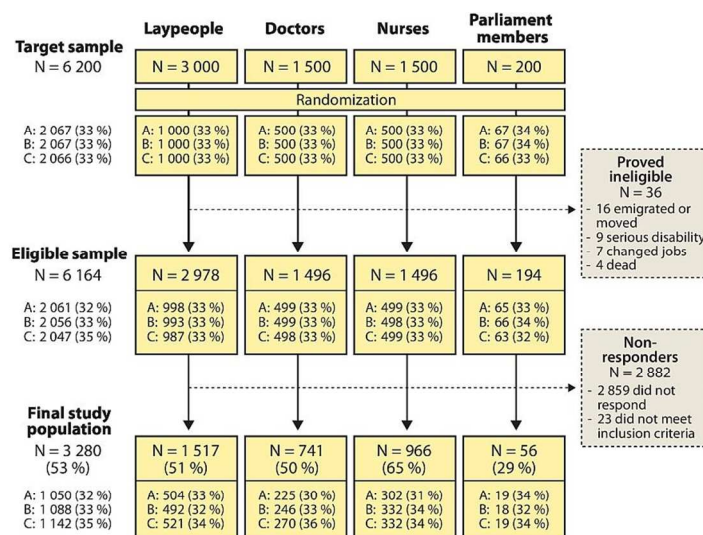 Laypeople
Doctors
Nurses
Parliament
members
Target sample
N = 6 200
N = 3 000
N = 1 500
N = 1 500
N = 200
Randomization
A: 2 067 (33 %)
B: 2 067 (33 %)
C: 2 066 (33 %)
A: 1 000 (33 %)
B: 1 000 (33 %)
C: 1 000 (33 %)
A: 500 (33 %)
B: 500 (33 %)
C: 500 (33 %)
A: 500 (33 %)
B: 500 (33 %)
C: 500 (33 %)
A: 67 (34 %)
B: 67 (34 %)
C: 66 (33 %)
Proved
ineligible
N = 36
- 16 emigrated or
moved
- 9 serious disability
- 7 changed jobs
- 4 dead
Eligible sample
N = 6 164
N = 2 978
N = 1 496
N = 1 496
N = 194
A: 2 061 (32 %)
B: 2 056 (33 %)
C: 2 047 (35 %)
A: 998 (33 %)
B: 993 (33 %)
C: 987 (33 %)
A: 499 (33 %)
B: 499 (33 %)
C: 498 (33 %)
A: 499 (33 %)
B: 498 (33 %)
C: 499 (33 %)
A: 65 (33 %)
B: 66 (34 %)
C: 63 (32 %)
Non-
responders
N = 2 882
- 2 859 did not
respond
- 23 did not meet
inclusion criteria
Final study
population
N = 3 280
(53 %)
N = 1 517
(51 %)
N = 741
(50 %)
N = 966
(65 %)
N = 56
(29 %)
A: 1 050 (32 %)
B: 1 088 (33 %)
C: 1 142 (35 %)
A: 504 (33 %)
B: 492 (32 %)
C: 521 (34 %)
A: 225 (30 %)
B: 246 (33 %)
C: 270 (36 %)
A: 302 (31 %)
B: 332 (34 %)
C: 332 (34 %)
A: 19 (34 %)
B: 18 (32 %)
C: 19 (34 %)